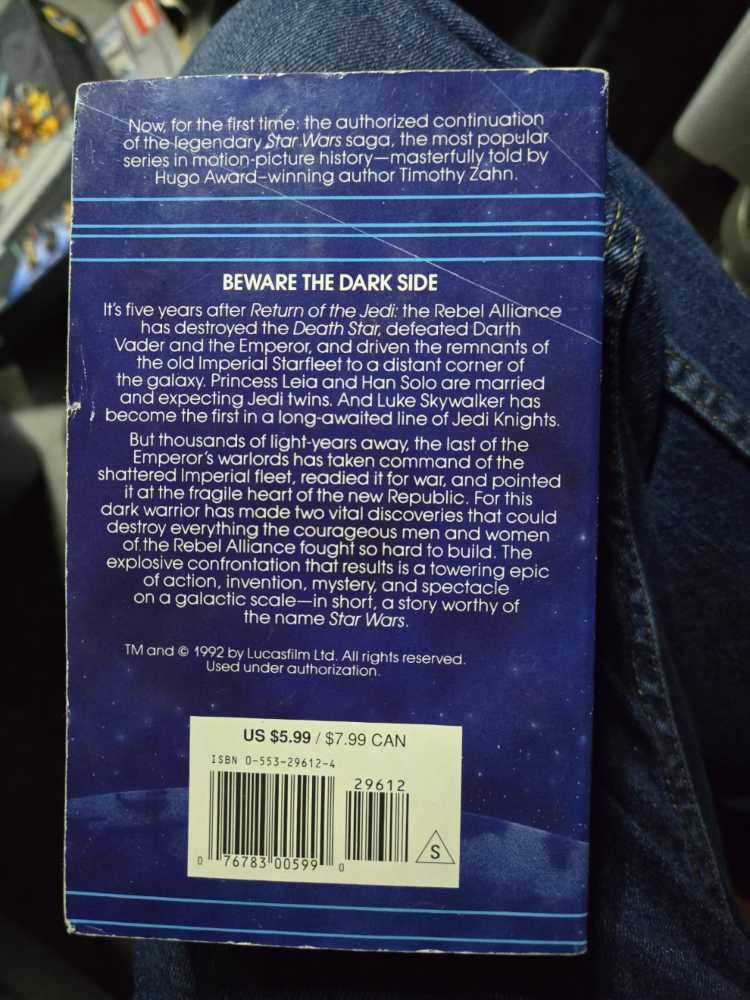 Now, for the first time: the authorized continuation
of the legendary Star Wars saga, the most popular
series in motion-picture history—masterfully told by
Hugo Award–winning author Timothy Zahn.
BEWARE THE DARK SIDE
It's five years after Return of the Jedi: the Rebel Alliance
has destroyed the Death Star, defeated Darth
Vader and the Emperor, and driven the remnants of
the old Imperial Starfleet to a distant corner of
the galaxy. Princess Leia and Han Solo are married
and expecting Jedi twins. And Luke Skywalker has
become the first in a long-awaited line of Jedi Knights.
But thousands of light-years away, the last of the
Emperor's warlords has taken command of the
shattered Imperial fleet, readied it for war, and pointed
it at the fragile heart of the new Republic. For this
dark warrior has made two vital discoveries that could
destroy everything the courageous men and women
of the Rebel Alliance fought so hard to build. The
explosive confrontation that results is a towering epic
of action, invention, mystery, and spectacle
on a galactic scale—in short, a story worthy of
the name Star Wars.
TM and © 1992 by Lucasfilm Ltd. All rights reserved.
Used under authorization.
US $5.99 / $7.99 CAN
ISBN 0-553-29612-4
29612
0 76783 00599 0
S